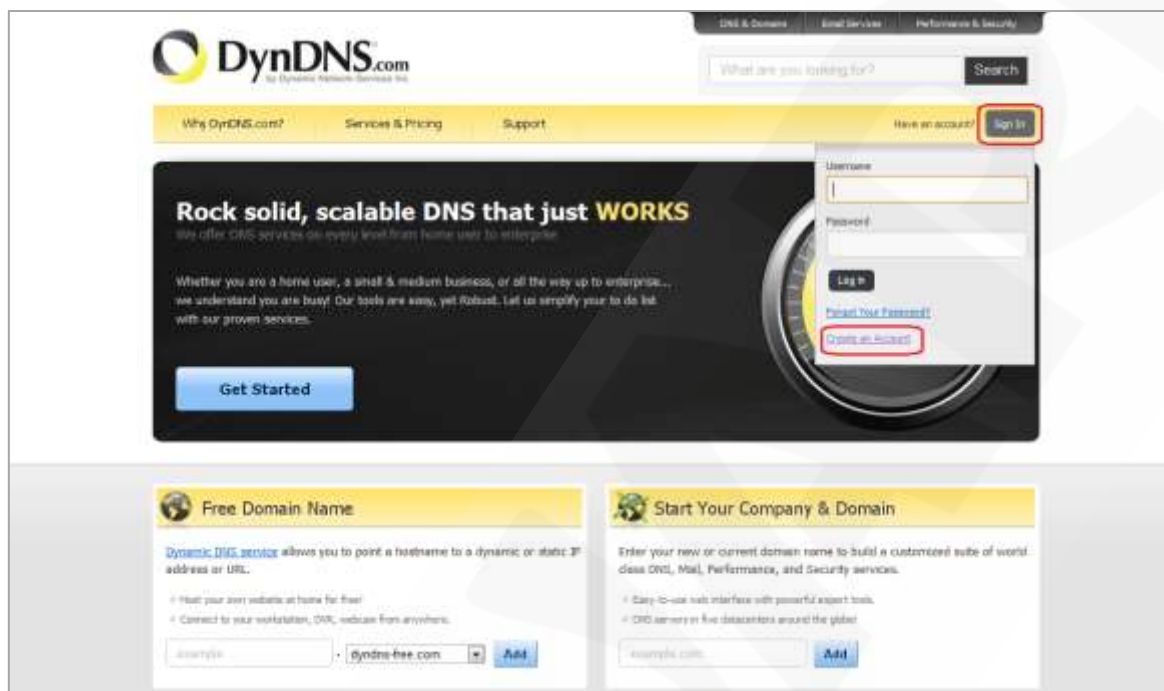 DNS & Domains Email Services Performance & Security
DynDNS.com
by Dynamic Network Services Inc.
What are you looking for? Search
Why DynDNS.com? Services & Pricing Support Have an account? Sign In
Username
Password
Log in
Forgot Your Password?
Create an Account
Rock solid, scalable DNS that just WORKS
We offer DNS services on every level from home user to enterprise
Whether you are a home user, a small & medium business, or all the way up to enterprise...
we understand you are busy! Our tools are easy, yet Robust. Let us simplify your to do list
with our proven services.
Get Started
Free Domain Name
Dynamic DNS service allows you to point a hostname to a dynamic or static IP
address or URL.
Host your own website at home for free!
Connect to your workstation, DVR, webcam from anywhere.
example . dyndns-free.com Add
Start Your Company & Domain
Enter your new or current domain name to build a customized suite of world
class DNS, Mail, Performance, and Security services.
Easy-to-use web interface with powerful expert tools.
DNS servers in five datacenters around the globe!
example.com Add